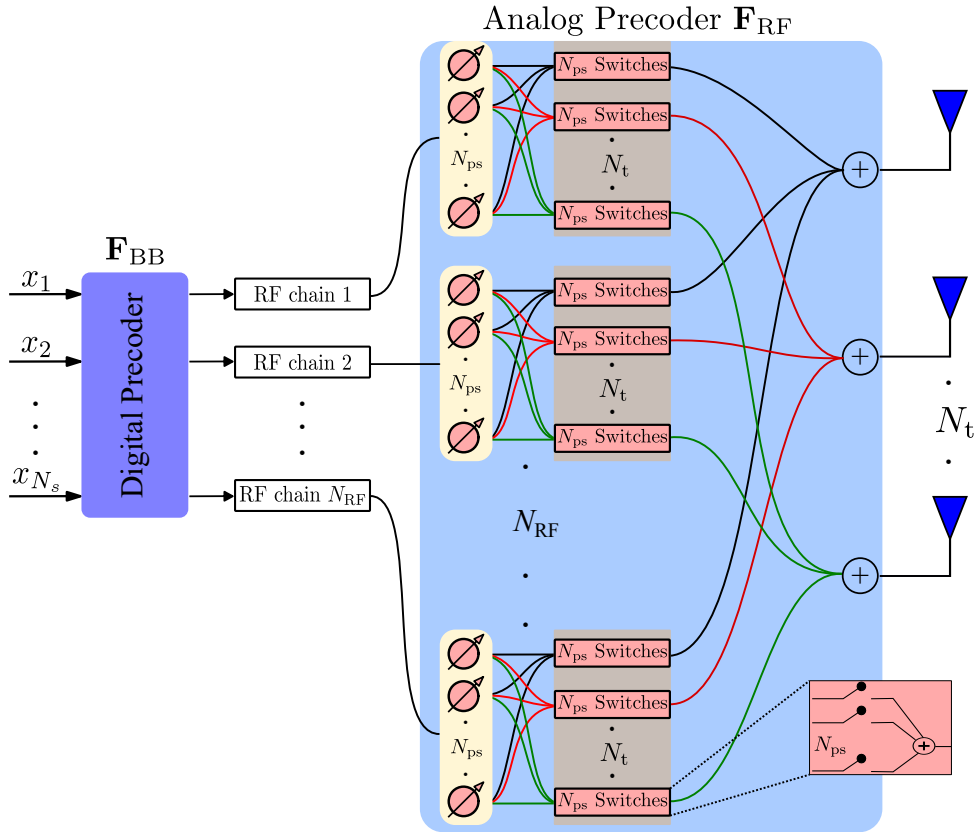 Analog Precoder F_RF
N_ps Switches
N_ps Switches
N_ps
N_t
N_ps Switches
F_BB
x_1
RF chain 1
N_ps Switches
x_2
RF chain 2
N_ps Switches
N_ps
N_t
N_ps Switches
Digital Precoder
N_t
x_{N_s}
RF chain N_RF
N_RF
N_ps Switches
N_ps Switches
N_ps
N_t
N_ps Switches
N_ps